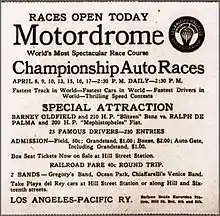 RACES OPEN TODAY
Motordrome
World's Most Spectacular Race Course
Championship Auto Races
APRIL 8, 9, 10, 13, 15, 16, 17—2:30 P. M. DAILY—2:30 P. M.
Fastest Track in World—Fastest Cars in World—Fastest Drivers in
World—Thrilling Speed Contests
SPECIAL ATTRACTION
BARNEY OLDFIELD and 210 H. P. "Blitzen" Benz vs. RALPH DE
PALMA and 200 H. P. "Mephistopheles" Fiat.
25 FAMOUS DRIVERS—230 ENTRIES
ADMISSION—Field, 50c; Grandstand, $1.00; Boxes, $2.00; Auto Gate,
Including Grandstand, $1.00.
Box Seat Tickets Now on Sale at Hill Street Station.
RAILROAD FARE 40c ROUND TRIP.
2 BANDS—Gregory's Band, Ocean Park, Chiaffarelli's Venice Band.
Take Playa del Rey cars at Hill Street Station or along Hill and Six-
teenth streets.
LOS ANGELES-PACIFIC RY.